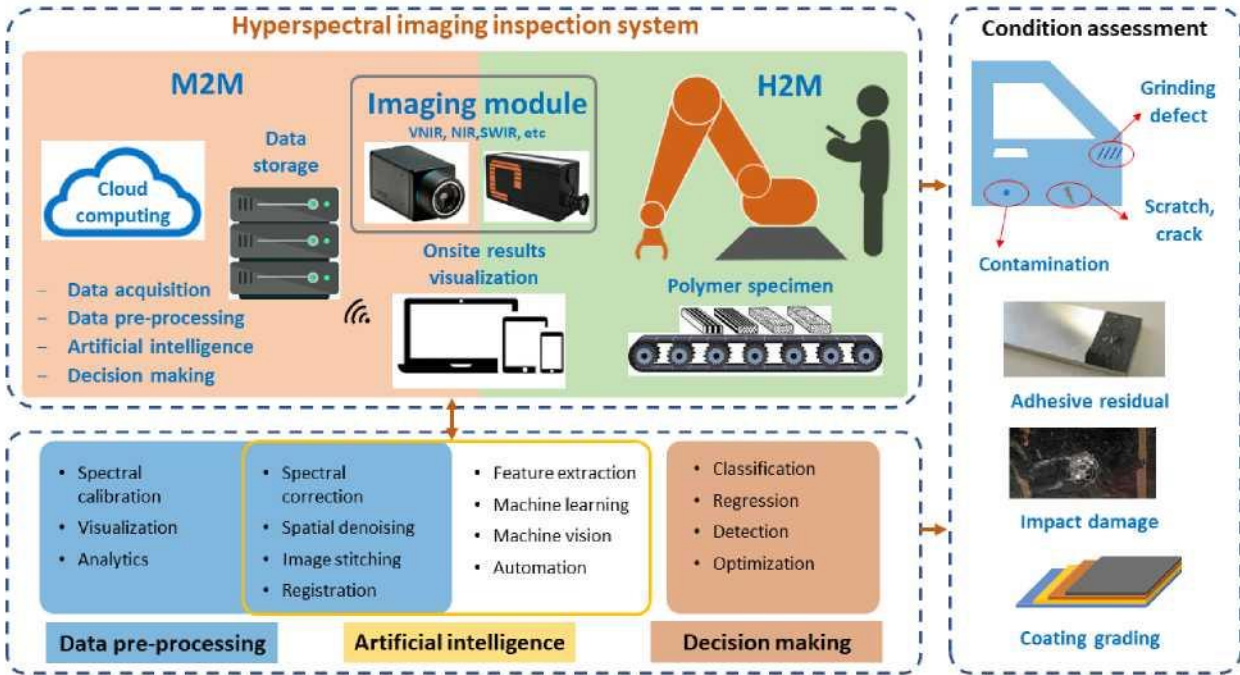 Hyperspectral imaging inspection system
M2M
Imaging module
VNIR, NIR,SWIR, etc
H2M
Cloud
computing
Data
storage
Onsite results
visualization
Polymer specimen
– Data acquisition
– Data pre-processing
– Artificial intelligence
– Decision making
• Spectral
calibration
• Visualization
• Analytics
• Spectral
correction
• Spatial denoising
• Image stitching
• Registration
• Feature extraction
• Machine learning
• Machine vision
• Automation
• Classification
• Regression
• Detection
• Optimization
Data pre-processing
Artificial intelligence
Decision making
Condition assessment
Grinding
defect
Scratch,
crack
Contamination
Adhesive residual
Impact damage
Coating grading